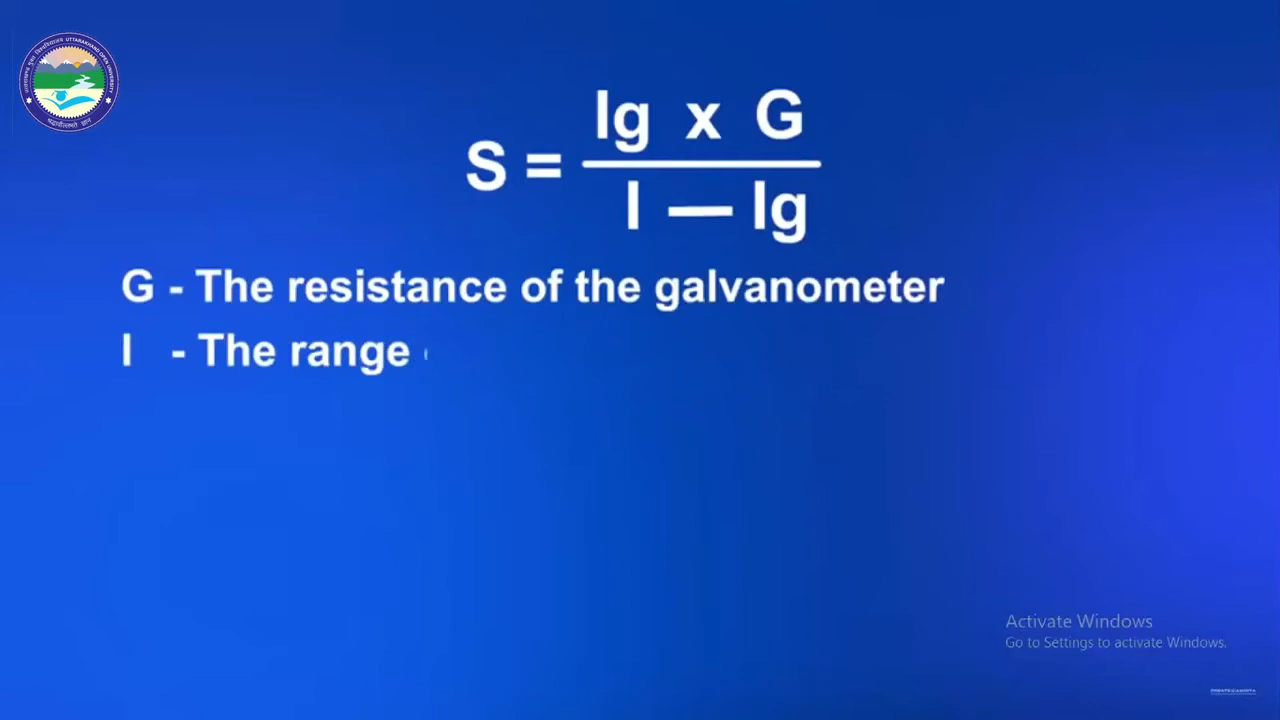 S = Ig x G
I — Ig
G - The resistance of the galvanometer
I - The range
Activate Windows
Go to Settings to activate Windows.